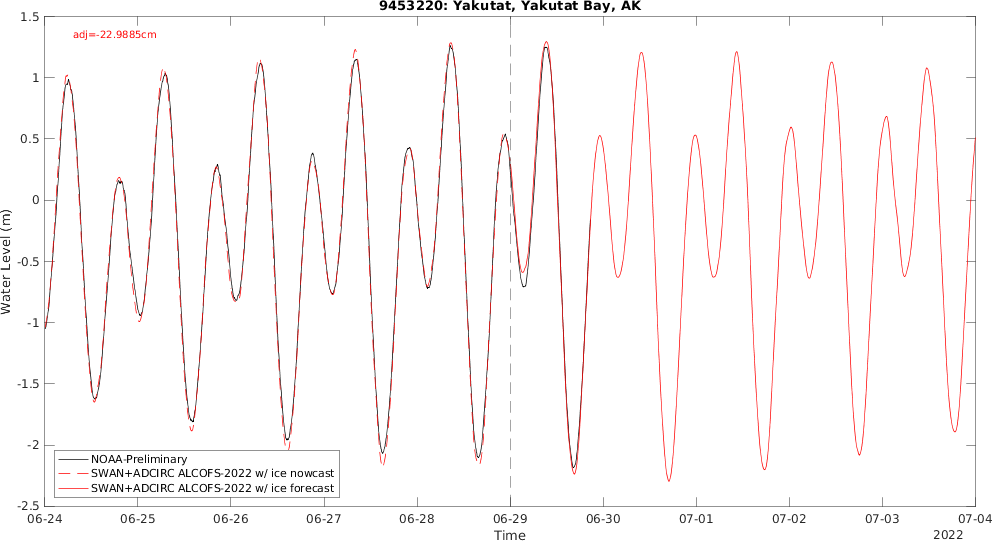 9453220: Yakutat, Yakutat Bay, AK
adj=-22.9885cm
1.5
1
0.5
0
-0.5
-1
-1.5
-2
-2.5
Water Level (m)
NOAA-Preliminary
SWAN+ADCIRC ALCOFS-2022 w/ ice nowcast
SWAN+ADCIRC ALCOFS-2022 w/ ice forecast
06-24 06-25 06-26 06-27 06-28 06-29 06-30 07-01 07-02 07-03 07-04
Time
2022